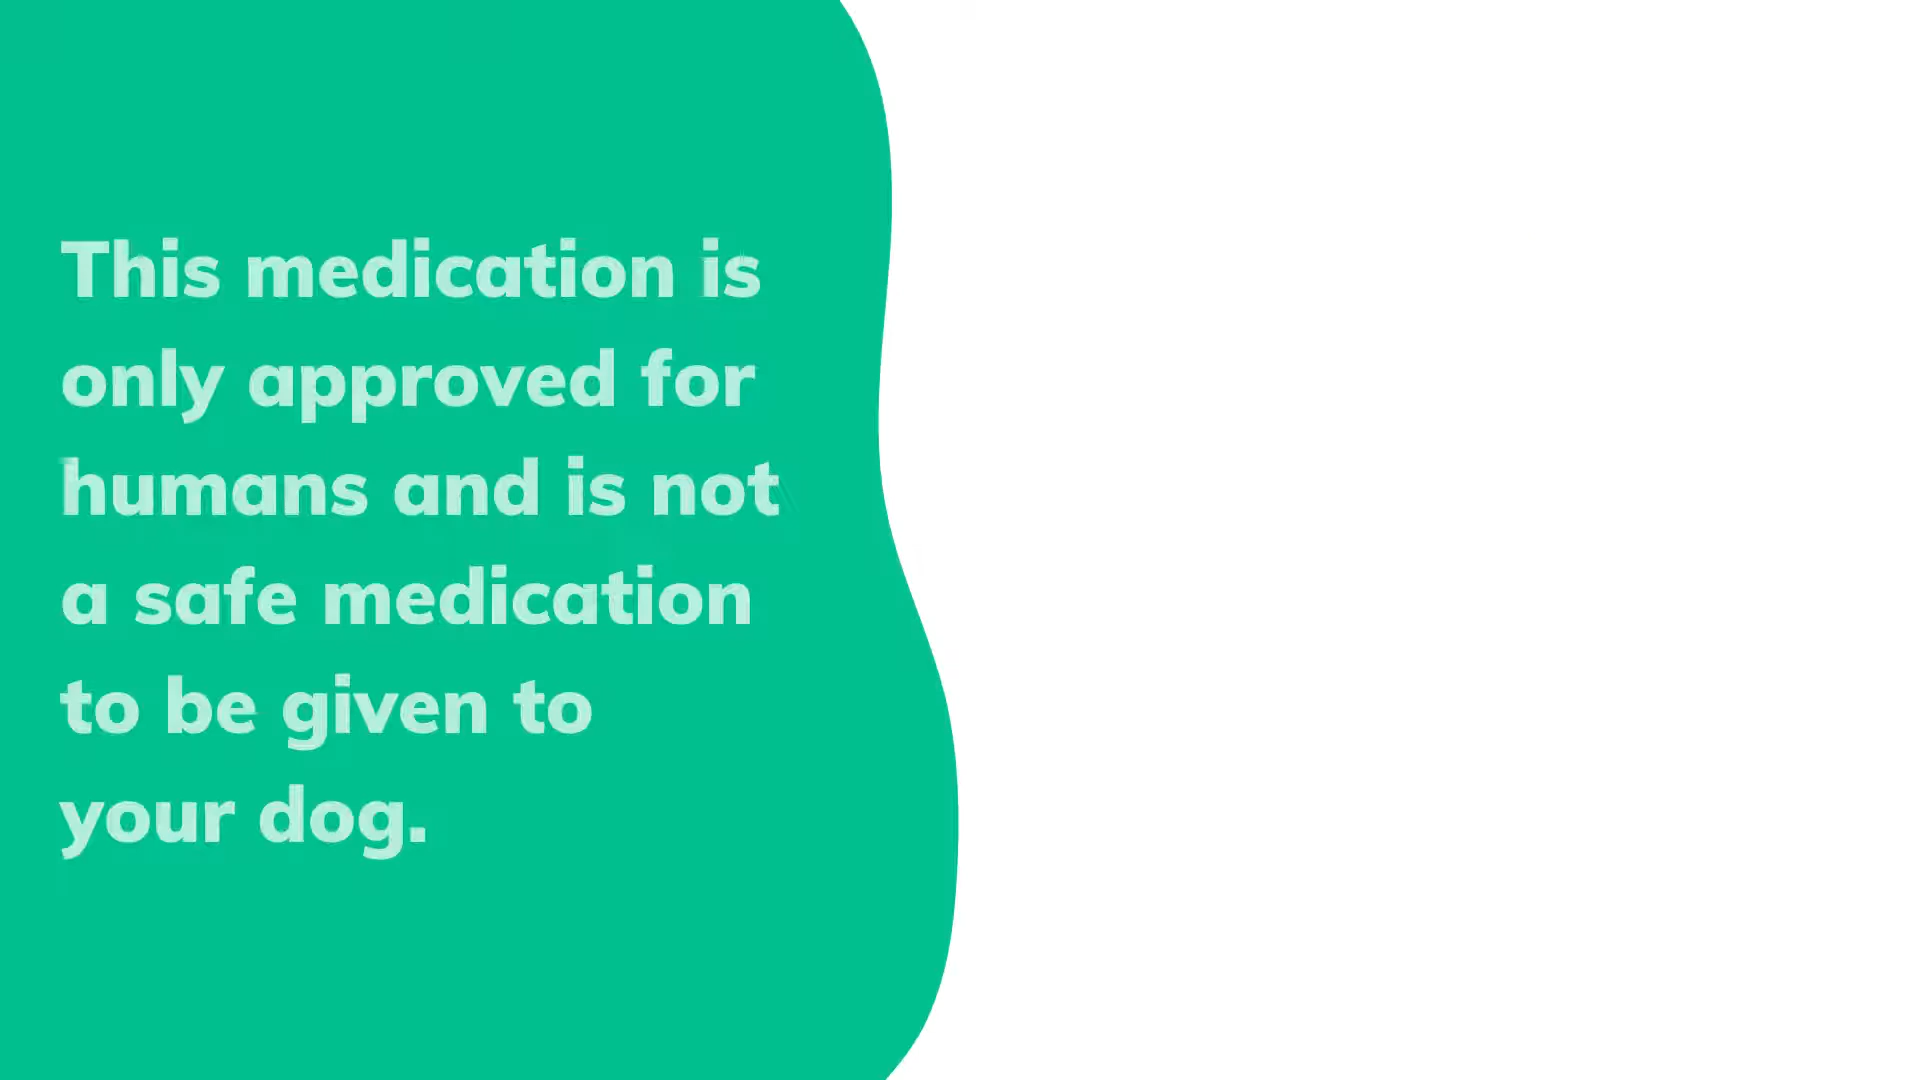 This medication is
only approved for
humans and is not
a safe medication
to be given to
your dog.